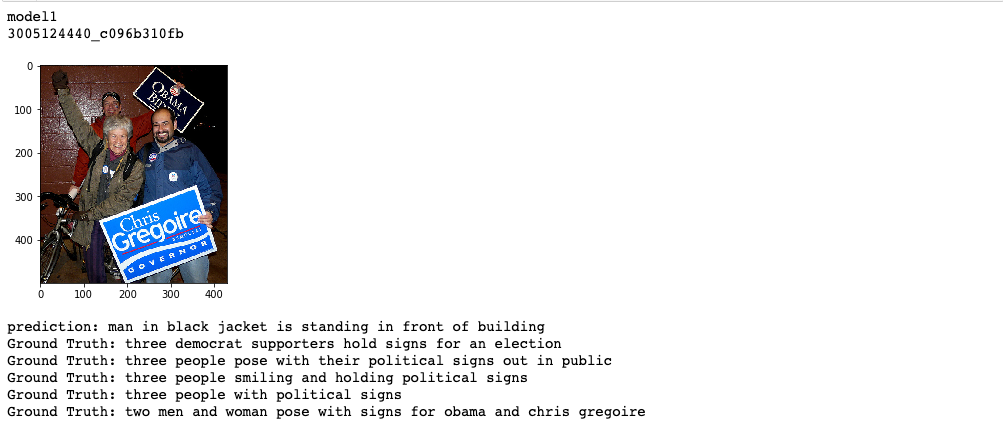 model1
3005124440_c096b310fb
0
100
200
300
400
OBAMA
Chris
Gregoire
GOVERNOR
0 100 200 300 400
prediction: man in black jacket is standing in front of building
Ground Truth: three democrat supporters hold signs for an election
Ground Truth: three people pose with their political signs out in public
Ground Truth: three people smiling and holding political signs
Ground Truth: three people with political signs
Ground Truth: two men and woman pose with signs for obama and chris gregoire